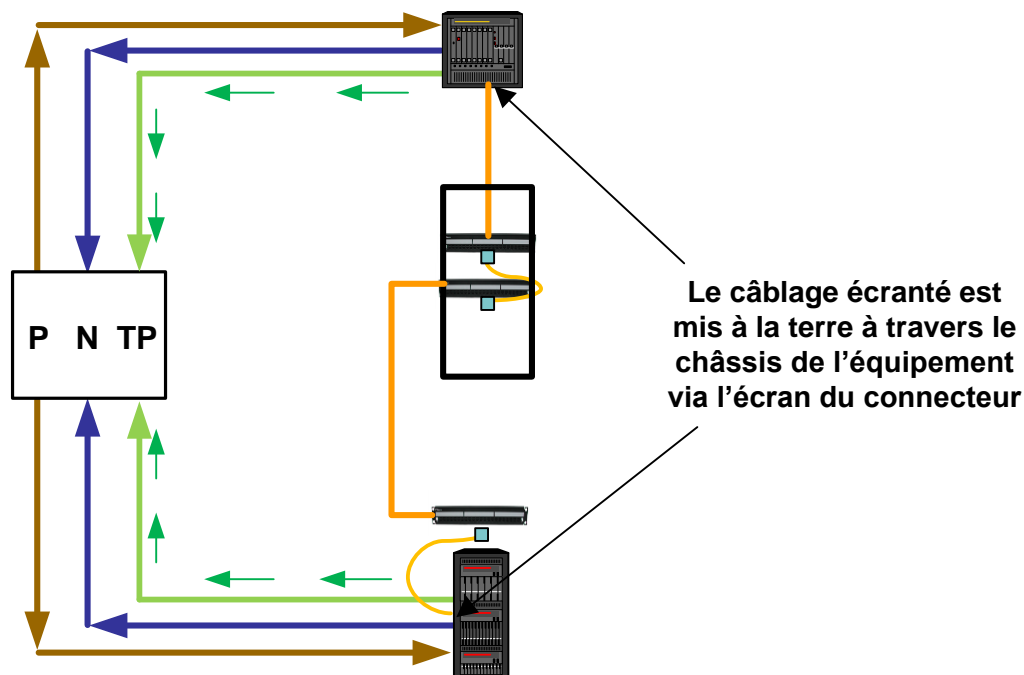 P N TP
Le câblage écranté est
mis à la terre à travers le
châssis de l’équipement
via l’écran du connecteur